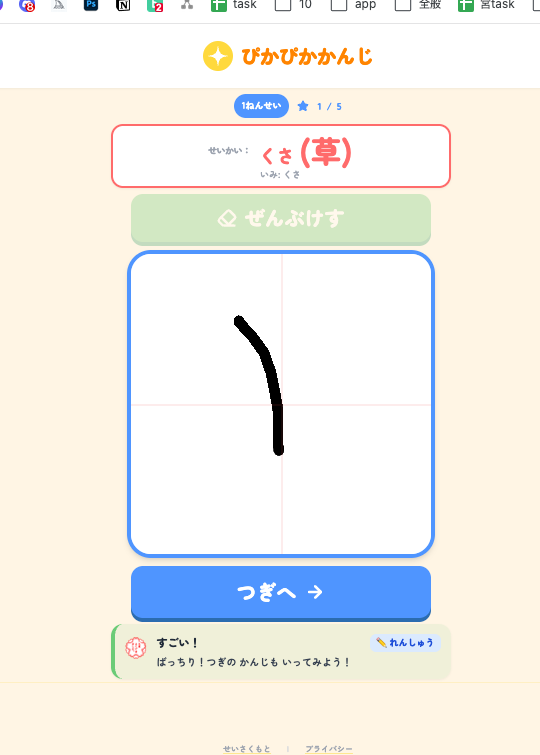 8
Ps
N
2
task
10
app
全般
宮task
ぴかぴかかんじ
1ねんせい ★ 1 / 5
せいかい： くさ (草)
いみ: くさ
ぜんぶけす
つぎへ →
すごい！
✏️ れんしゅう
ばっちり！つぎの かんじも いってみよう！
せいさくもと | プライバシー